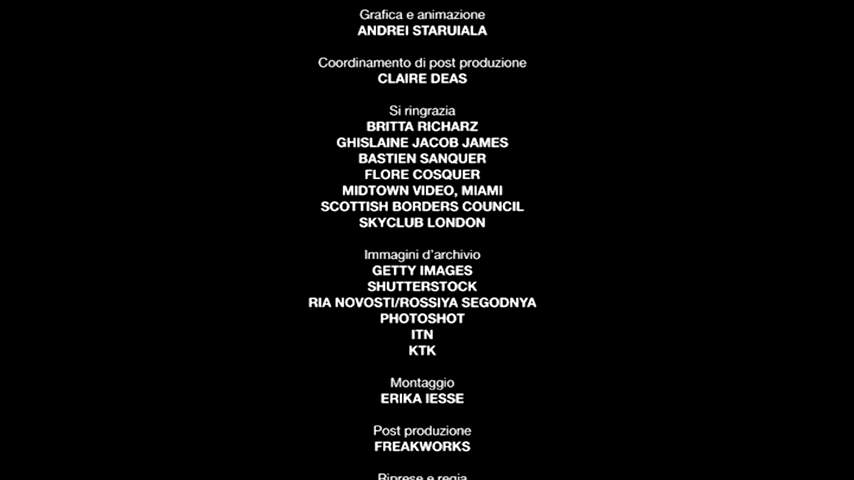 Grafica e animazione
ANDREI STARUIALA
Coordinamento di post produzione
CLAIRE DEAS
Si ringrazia
BRITTA RICHARZ
GHISLAINE JACOB JAMES
BASTIEN SANQUER
FLORE COSQUER
MIDTOWN VIDEO, MIAMI
SCOTTISH BORDERS COUNCIL
SKYCLUB LONDON
Immagini d'archivio
GETTY IMAGES
SHUTTERSTOCK
RIA NOVOSTI/ROSSIYA SEGODNYA
PHOTOSHOT
ITN
KTK
Montaggio
ERIKA IESSE
Post produzione
FREAKWORKS
Riprese e regia